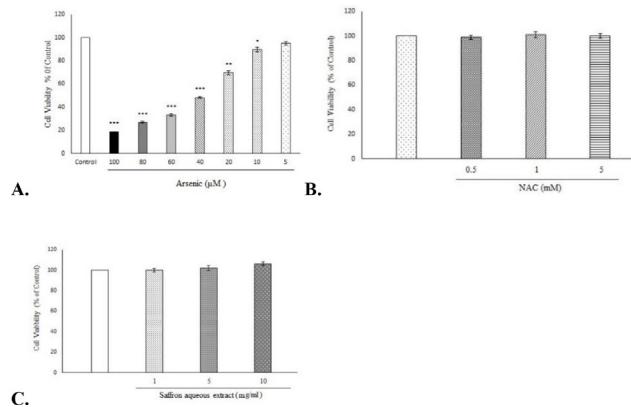 120
100
80
60
40
20
0
Cell Viability % Of Control
*** *** *** *** ** *
Control 100 80 60 40 20 10 5
Arsenic (µM )
A.
120
100
80
60
40
20
0
Cell Viability (% of Control)
0.5 1 5
NAC (mM)
B.
120
100
80
60
40
20
0
Cell Viability (% of Control)
1 5 10
Saffron aqueous extract (mg/ml)
C.